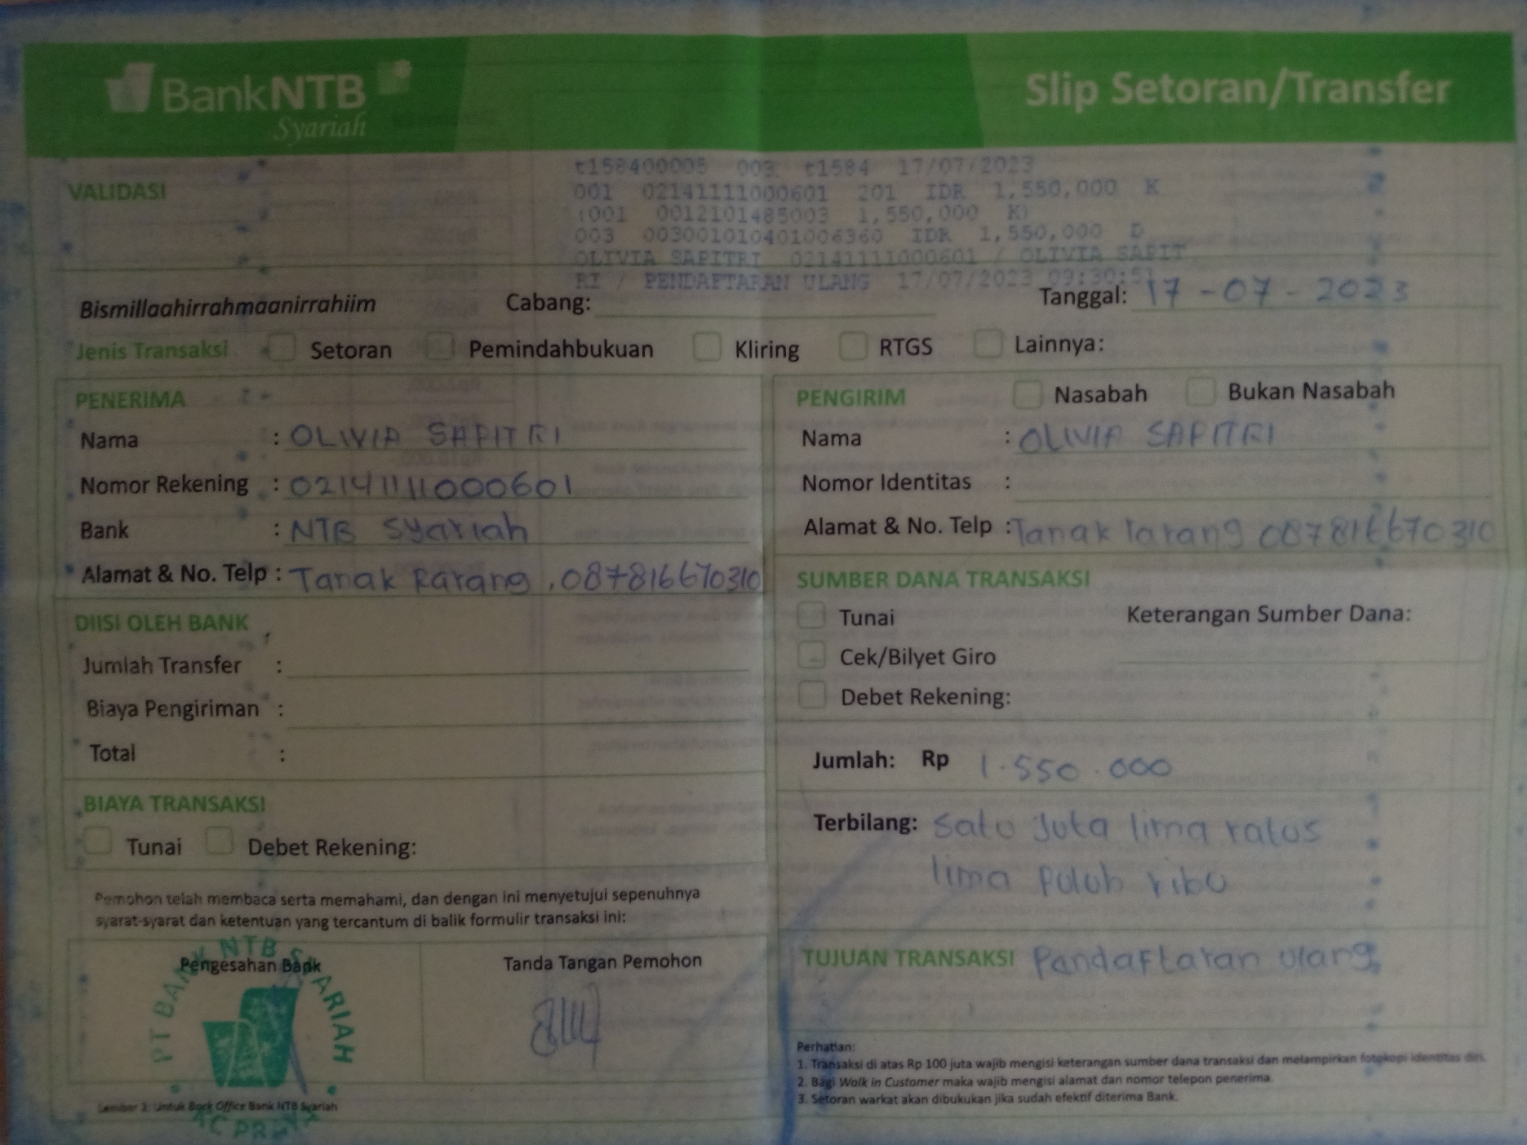 BankNTB
Syariah
Slip Setoran/Transfer
VALIDASI
t158400005 003 t1584 17/07/2023
001 02141111000601 201 IDR 1,550,000 K
(001 0012101485003 1,550,000 K)
003 003001010401006360 IDR 1,550,000 D
OLIVIA SAPITRI 02141111000601 / OLIVIA SAPIT
RI / PENDAFTARAN ULANG 17/07/2023 09:30:51
Bismillaahirrahmaanirrahiim Cabang: Tanggal: 17-07-2023
Jenis Transaksi Setoran Pemindahbukuan Kliring RTGS Lainnya:
PENERIMA
Nama : OLIVIA SAPITRI
Nomor Rekening : 02141111000601
Bank : NTB Syariah
Alamat & No. Telp : Tanak Rarang, 087816670310
PENGIRIM Nasabah Bukan Nasabah
Nama : OLIVIA SAPITRI
Nomor Identitas :
Alamat & No. Telp : Tanak rarang 087816670310
DIISI OLEH BANK
Jumlah Transfer :
Biaya Pengiriman :
Total :
SUMBER DANA TRANSAKSI
Tunai Keterangan Sumber Dana:
Cek/Bilyet Giro
Debet Rekening:
Jumlah: Rp 1.550.000
BIAYA TRANSAKSI
Tunai Debet Rekening:
Terbilang: Satu Juta lima ratus
lima puluh ribu
Pemohon telah membaca serta memahami, dan dengan ini menyetujui sepenuhnya
syarat-syarat dan ketentuan yang tercantum di balik formulir transaksi ini:
Pengesahan Bank
Tanda Tangan Pemohon
PT BANK NTB SYARIAH
KC PRAYA
TUJUAN TRANSAKSI Pendaftaran Ulang
Perhatian:
1. Transaksi di atas Rp 100 juta wajib mengisi keterangan sumber dana transaksi dan melampirkan fotokopi identitas diri.
2. Bagi Walk in Customer maka wajib mengisi alamat dan nomor telepon penerima
3. Setoran warkat akan dibukukan jika sudah efektif diterima Bank.
Lembar 2: Untuk Back Office Bank NTB Syariah